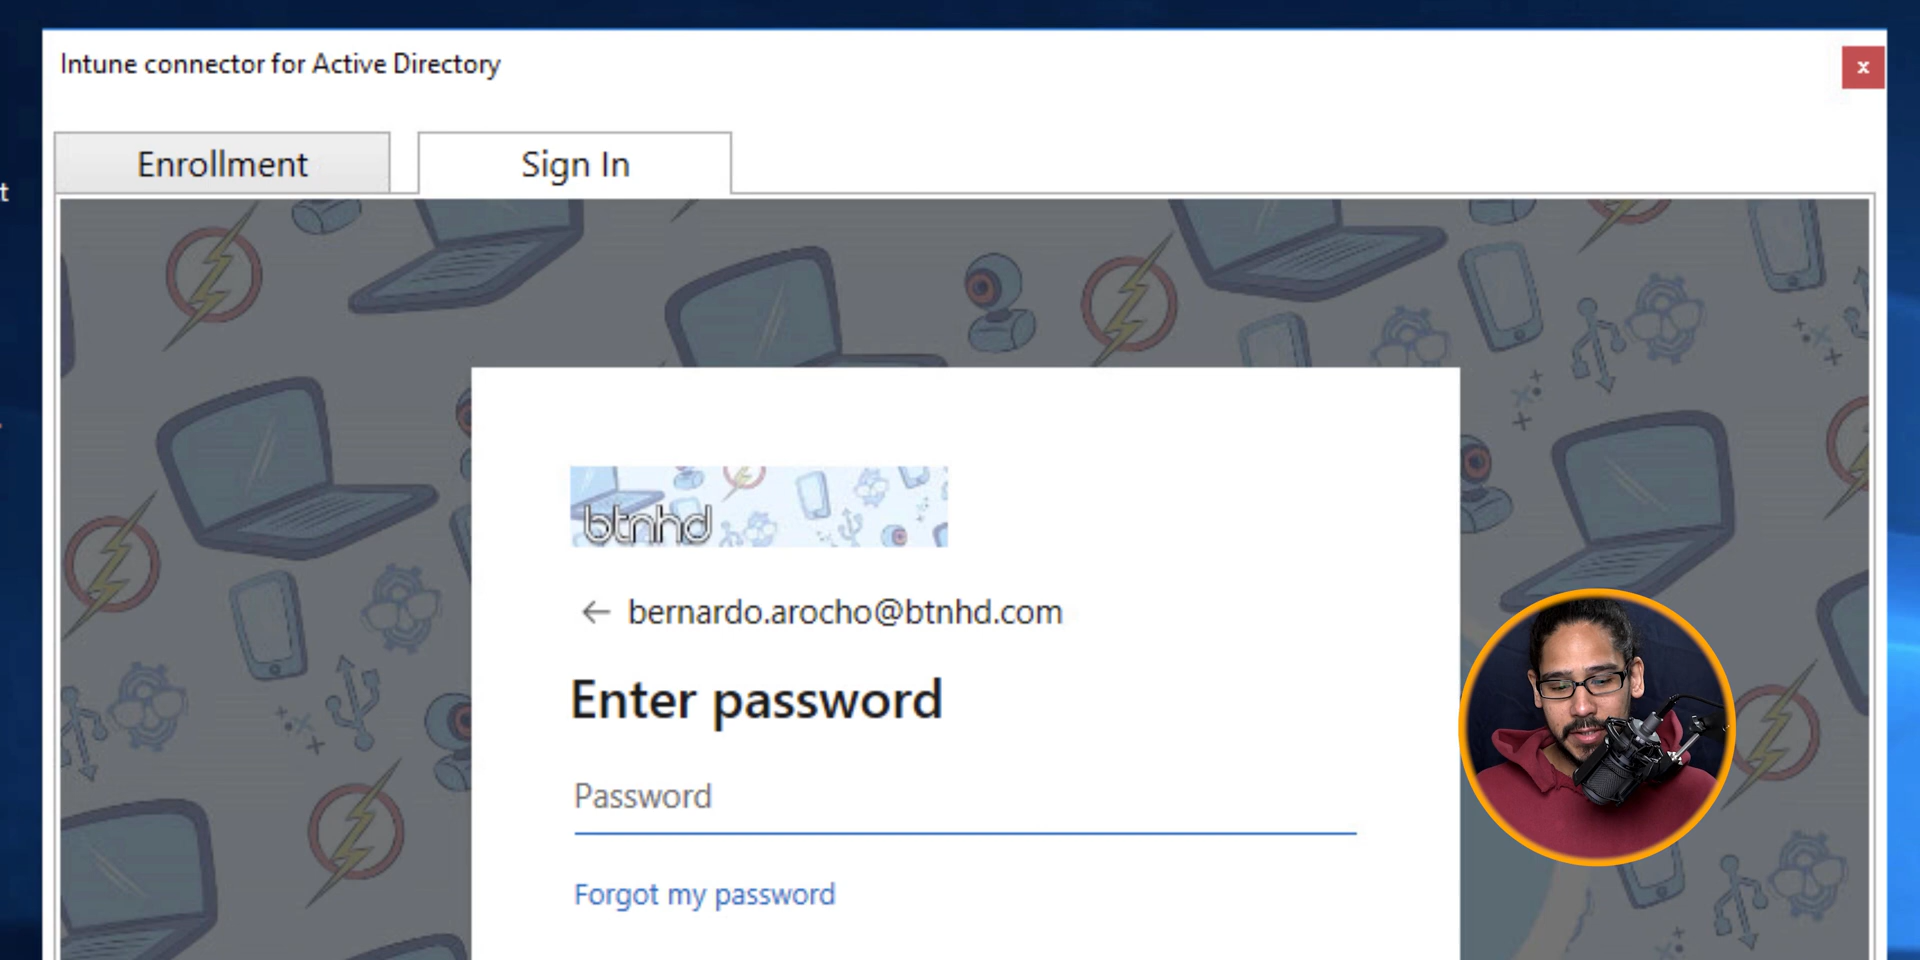 Intune connector for Active Directory
x
Enrollment
Sign In
t
btnhd
← bernardo.arocho@btnhd.com
Enter password
Password
Forgot my password